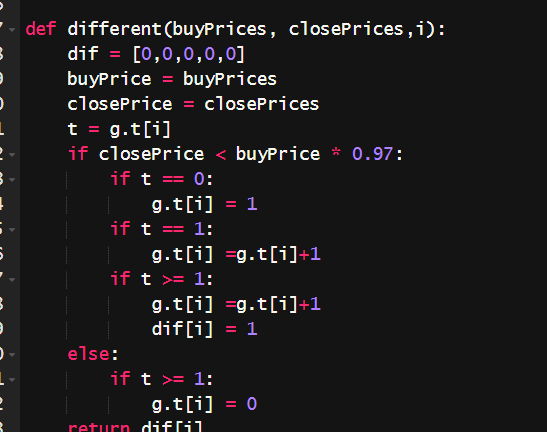 def different(buyPrices, closePrices,i):
    dif = [0,0,0,0,0]
    buyPrice = buyPrices
    closePrice = closePrices
    t = g.t[i]
    if closePrice < buyPrice * 0.97:
        if t == 0:
            g.t[i] = 1
        if t == 1:
            g.t[i] =g.t[i]+1
        if t >= 1:
            g.t[i] =g.t[i]+1
            dif[i] = 1
    else:
        if t >= 1:
            g.t[i] = 0
    return dif[i]